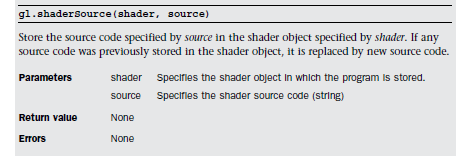 gl.shaderSource(shader, source)
Store the source code specified by source in the shader object specified by shader. If any
source code was previously stored in the shader object, it is replaced by new source code.
Parameters shader Specifies the shader object in which the program is stored.
source Specifies the shader source code (string)
Return value None
Errors None